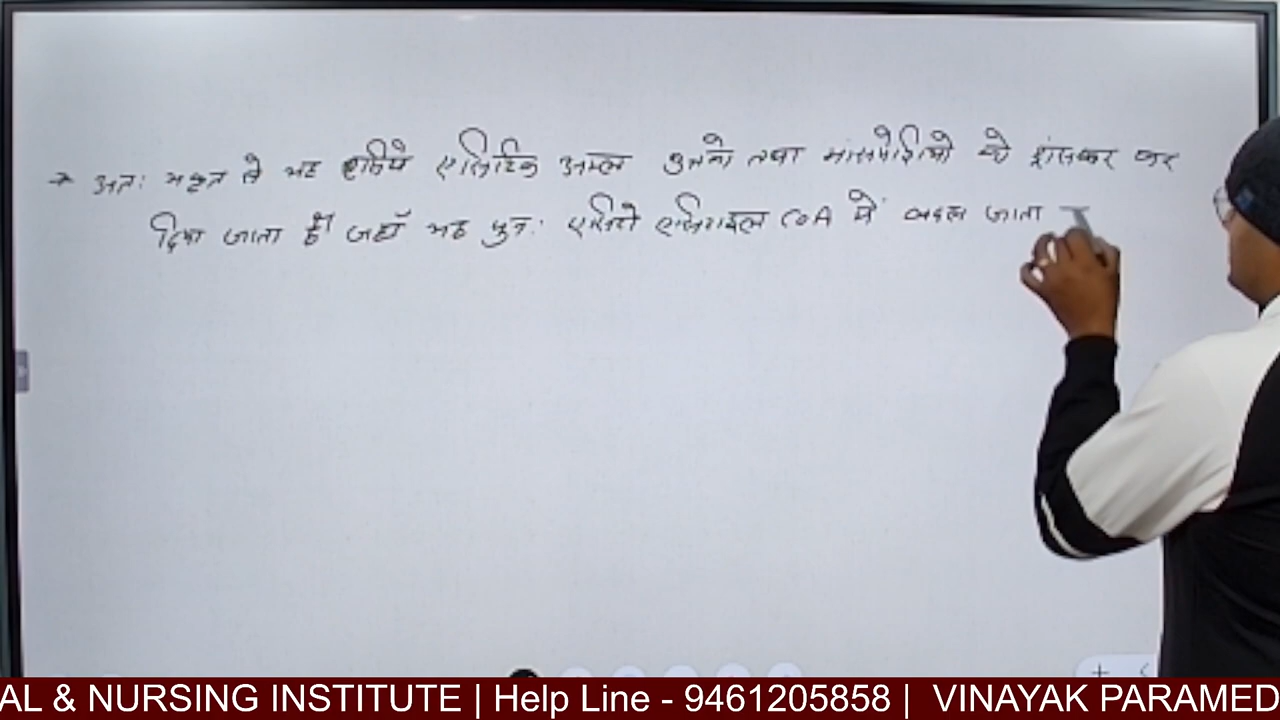 → अतः यकृत से यह एसिटो एसिटिक अम्ल ऊतको तथा मांसपेशियो को ट्रांसफर कर
दिया जाता है। जहाँ यह पुनः एसिटो एसिटाइल COA में बदल जाता
AL & NURSING INSTITUTE | Help Line - 9461205858 | VINAYAK PARAMED